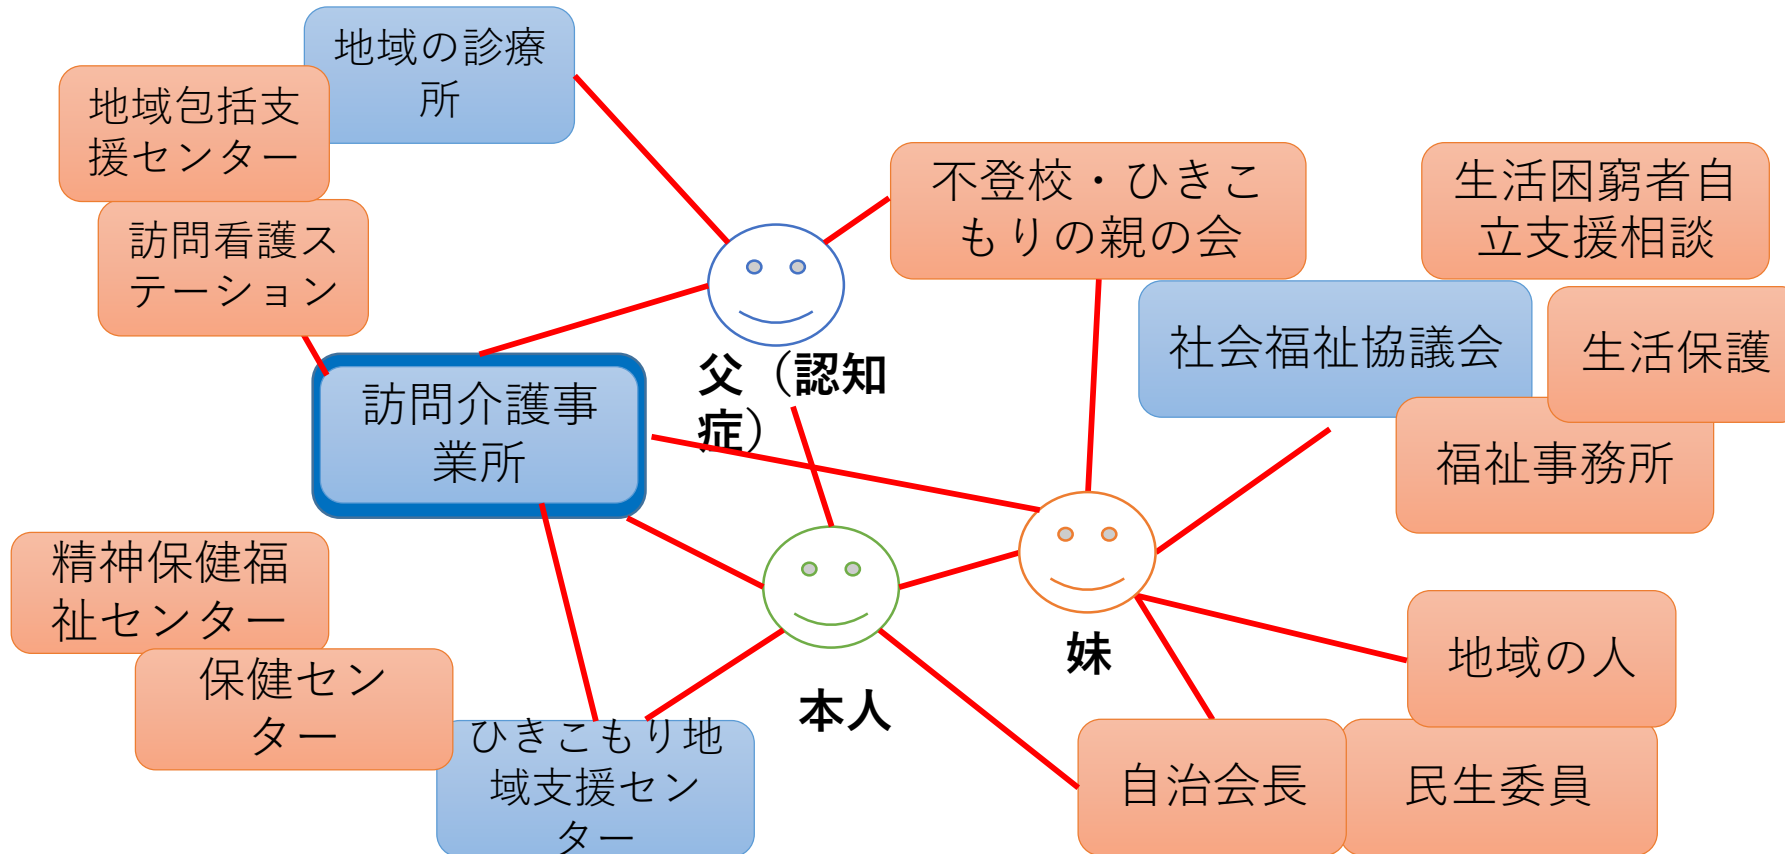 地域の診療
所
地域包括支
援センター
訪問看護ス
テーション
不登校・ひきこ
もりの親の会
生活困窮者自
立支援相談
社会福祉協議会
生活保護
福祉事務所
父（認知
症）
訪問介護事
業所
精神保健福
祉センター
保健セン
ター
ひきこもり地
域支援セン
ター
本人
妹
地域の人
自治会長
民生委員